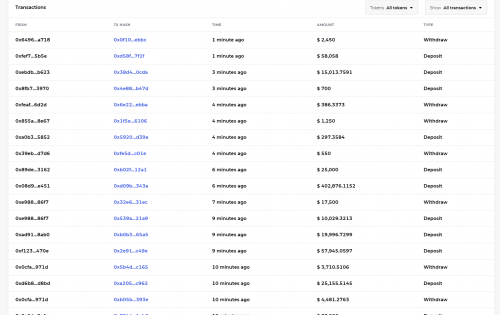 Transactions Tokens All tokens Show All transactions
FROM TX HASH TIME AMOUNT TYPE
0x6496...a718 0x0f10...ebbc 1 minute ago $ 2,450 Withdraw
0xfef7...5b5e 0xd58f...7f1f 1 minute ago $ 58,058 Deposit
0xebdb...b623 0x38d4...0cda 3 minutes ago $ 15,013.7591 Deposit
0x8fb7...3970 0x4e88...b47d 3 minutes ago $ 700 Deposit
0xfeaf...6d2d 0x6e22...ebba 4 minutes ago $ 386.3373 Withdraw
0x855a...8e67 0x1f5e...6106 4 minutes ago $ 1,250 Withdraw
0xa0b3...5852 0x5920...d39e 4 minutes ago $ 297.3584 Deposit
0x39eb...d7d6 0xfe5d...c01e 4 minutes ago $ 550 Withdraw
0x89de...3162 0xb02f...12a1 6 minutes ago $ 25,000 Deposit
0x08d9...e451 0xd09b...343a 6 minutes ago $ 402,876.1152 Deposit
0xe988...86f7 0x32e6...31ec 7 minutes ago $ 17,500 Withdraw
0xe988...86f7 0x539a...21a9 9 minutes ago $ 10,029.3213 Deposit
0xad91...8ab0 0xb0b5...65a5 9 minutes ago $ 19,996.7299 Deposit
0xf123...470e 0x2e91...c49e 9 minutes ago $ 57,945.0597 Deposit
0x0cfa...971d 0x5b4d...c165 10 minutes ago $ 3,710.5106 Withdraw
0xd6b8...d8bd 0xa205...c962 10 minutes ago $ 25,155.5145 Deposit
0x0cfa...971d 0xb05b...393e 10 minutes ago $ 4,481.2763 Withdraw